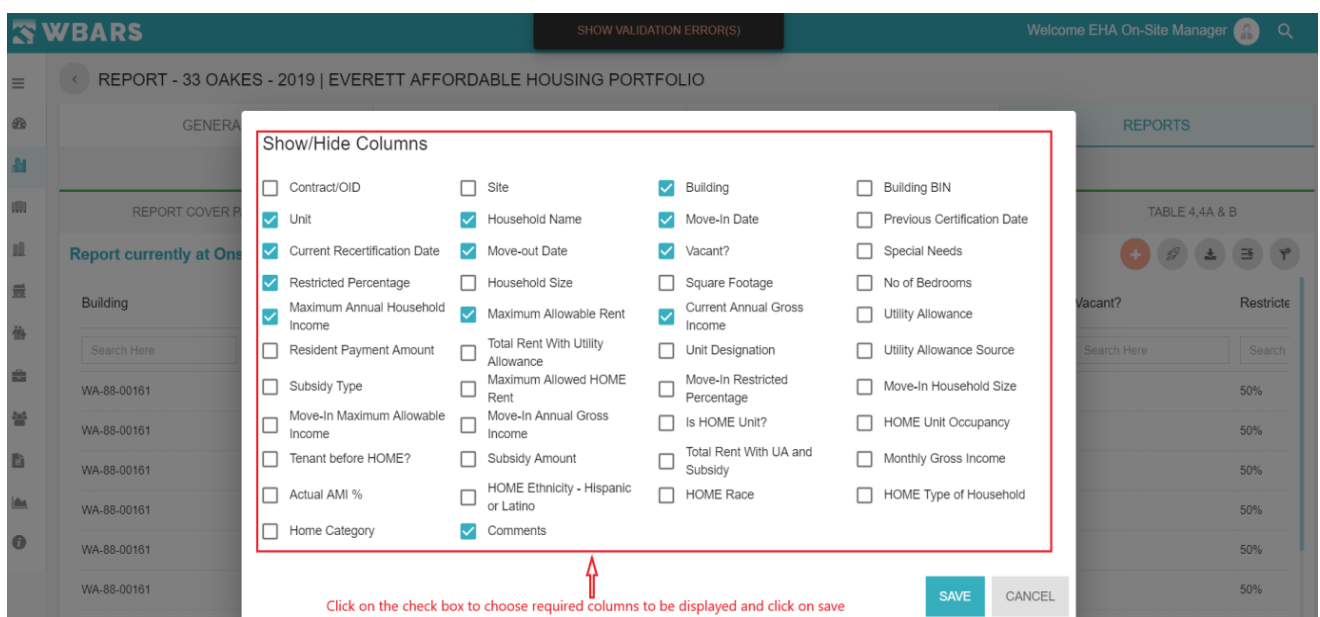 WBARS
SHOW VALIDATION ERROR(S)
Welcome EHA On-Site Manager
REPORT - 33 OAKES - 2019 | EVERETT AFFORDABLE HOUSING PORTFOLIO
GENERA
REPORTS
REPORT COVER P
TABLE 4,4A & B
Report currently at Ons
Building
Vacant?
Restricte
Search Here
Search Here
Search
WA-88-00161
50%
WA-88-00161
50%
WA-88-00161
50%
WA-88-00161
50%
WA-88-00161
50%
WA-88-00161
50%
Show/Hide Columns
Contract/OID
Site
Building
Building BIN
Unit
Household Name
Move-In Date
Previous Certification Date
Current Recertification Date
Move-out Date
Vacant?
Special Needs
Restricted Percentage
Household Size
Square Footage
No of Bedrooms
Maximum Annual Household
Income
Maximum Allowable Rent
Current Annual Gross
Income
Utility Allowance
Resident Payment Amount
Total Rent With Utility
Allowance
Unit Designation
Utility Allowance Source
Subsidy Type
Maximum Allowed HOME
Rent
Move-In Restricted
Percentage
Move-In Household Size
Move-In Maximum Allowable
Income
Move-In Annual Gross
Income
Is HOME Unit?
HOME Unit Occupancy
Tenant before HOME?
Subsidy Amount
Total Rent With UA and
Subsidy
Monthly Gross Income
Actual AMI %
HOME Ethnicity - Hispanic
or Latino
HOME Race
HOME Type of Household
Home Category
Comments
Click on the check box to choose required columns to be displayed and click on save
SAVE
CANCEL